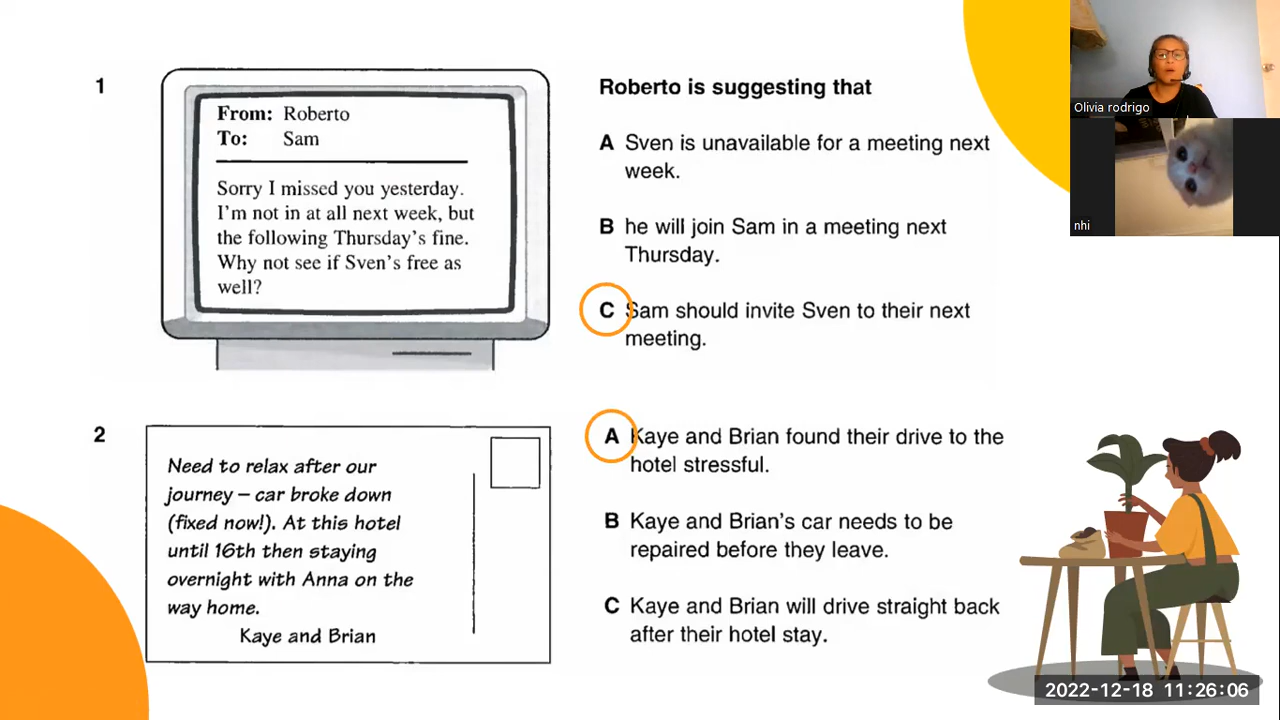 1
From: Roberto
To: Sam
Sorry I missed you yesterday.
I'm not in at all next week, but
the following Thursday's fine.
Why not see if Sven's free as
well?
Roberto is suggesting that
A Sven is unavailable for a meeting next
week.
B he will join Sam in a meeting next
Thursday.
C Sam should invite Sven to their next
meeting.
2
Need to relax after our
journey – car broke down
(fixed now!). At this hotel
until 16th then staying
overnight with Anna on the
way home.
Kaye and Brian
A Kaye and Brian found their drive to the
hotel stressful.
B Kaye and Brian's car needs to be
repaired before they leave.
C Kaye and Brian will drive straight back
after their hotel stay.
Olivia rodrigo
nhi
2022-12-18 11:26:06